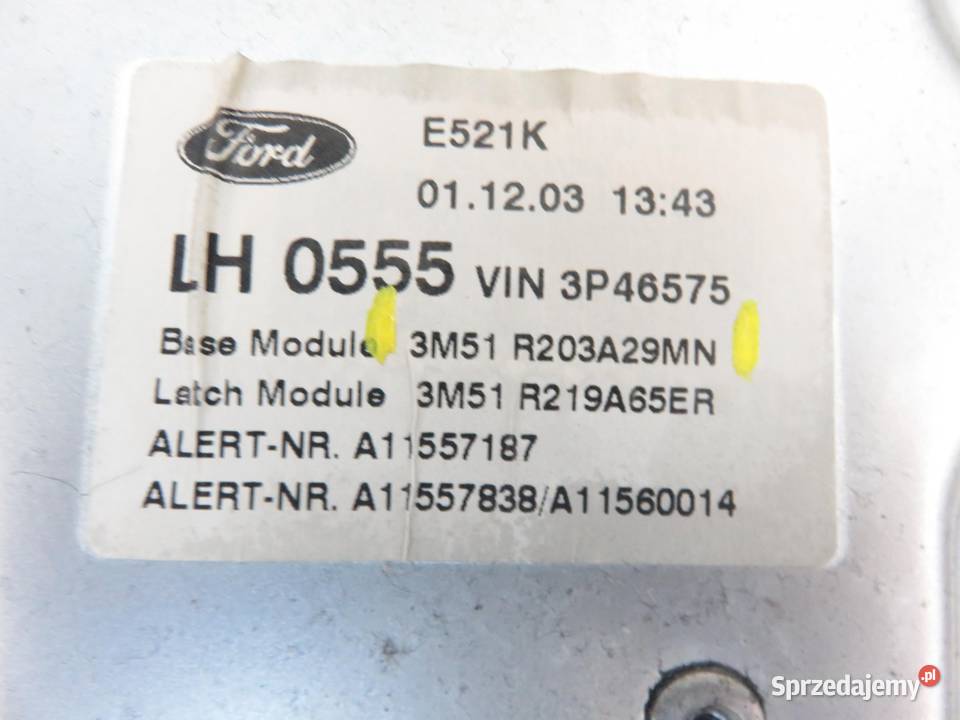 Ford
E521K
01.12.03 13:43
LH 0555 VIN 3P46575
Base Module 3M51 R203A29MN
Latch Module 3M51 R219A65ER
ALERT-NR. A11557187
ALERT-NR. A11557838/A11560014
Sprzedajemy.pl